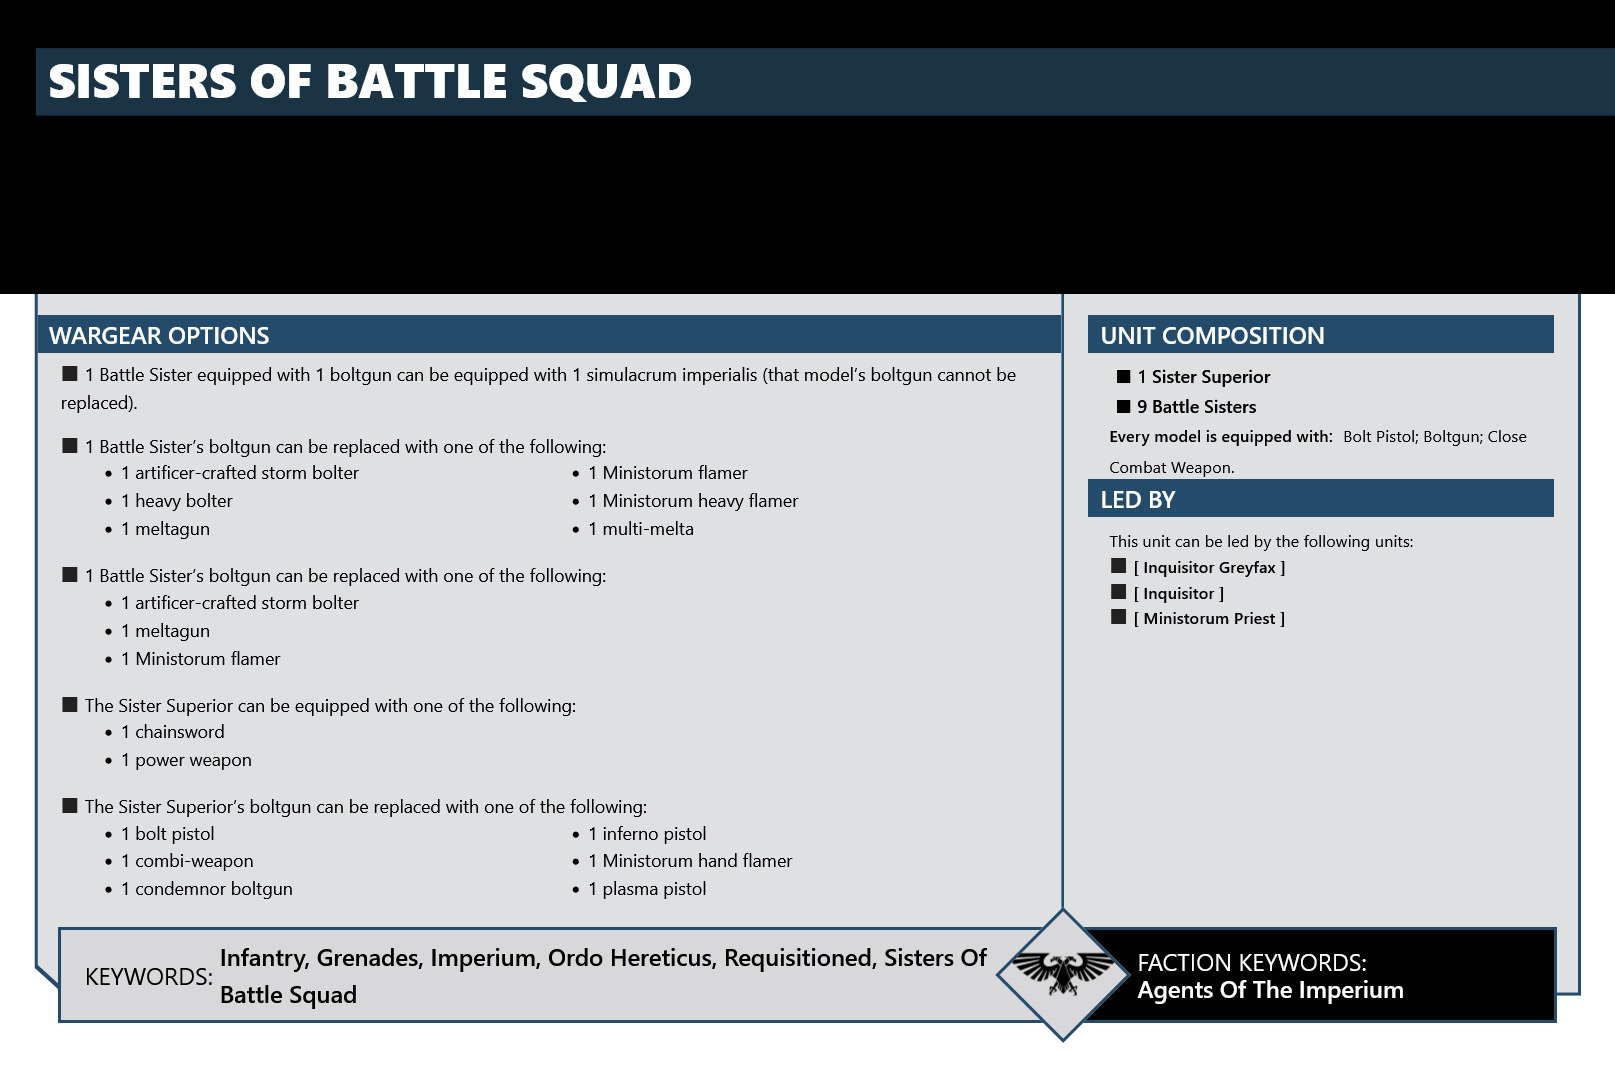 SISTERS OF BATTLE SQUAD
WARGEAR OPTIONS
■ 1 Battle Sister equipped with 1 boltgun can be equipped with 1 simulacrum imperialis (that model’s boltgun cannot be
replaced).
■ 1 Battle Sister’s boltgun can be replaced with one of the following:
• 1 artificer-crafted storm bolter
• 1 heavy bolter
• 1 meltagun
• 1 Ministorum flamer
• 1 Ministorum heavy flamer
• 1 multi-melta
■ 1 Battle Sister’s boltgun can be replaced with one of the following:
• 1 artificer-crafted storm bolter
• 1 meltagun
• 1 Ministorum flamer
■ The Sister Superior can be equipped with one of the following:
• 1 chainsword
• 1 power weapon
■ The Sister Superior’s boltgun can be replaced with one of the following:
• 1 bolt pistol
• 1 combi-weapon
• 1 condemnor boltgun
• 1 inferno pistol
• 1 Ministorum hand flamer
• 1 plasma pistol
UNIT COMPOSITION
■ 1 Sister Superior
■ 9 Battle Sisters
Every model is equipped with: Bolt Pistol; Boltgun; Close
Combat Weapon.
LED BY
This unit can be led by the following units:
■ [ Inquisitor Greyfax ]
■ [ Inquisitor ]
■ [ Ministorum Priest ]
KEYWORDS: Infantry, Grenades, Imperium, Ordo Hereticus, Requisitioned, Sisters Of
Battle Squad
FACTION KEYWORDS:
Agents Of The Imperium